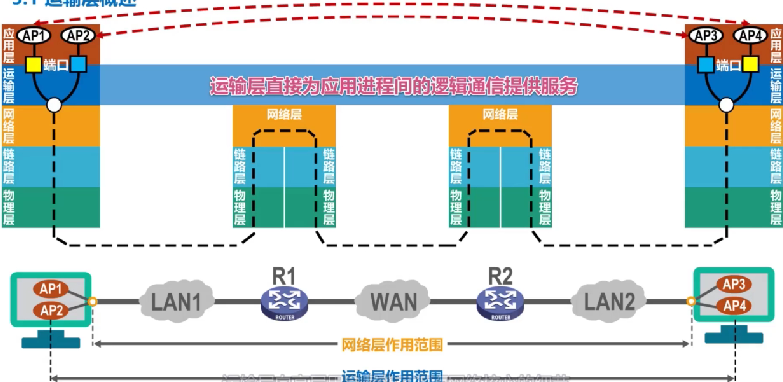 5.1 运输层概述
AP1 AP2
AP3 AP4
应用层
端口
端口
应用层
运输层
运输层直接为应用进程间的逻辑通信提供服务
运输层
网络层
网络层
网络层
网络层
链路层
链路层
链路层
链路层
链路层
链路层
物理层
物理层
物理层
物理层
物理层
物理层
AP1
AP2
LAN1
R1
ROUTER
WAN
R2
ROUTER
LAN2
AP3
AP4
网络层作用范围
运输层作用范围